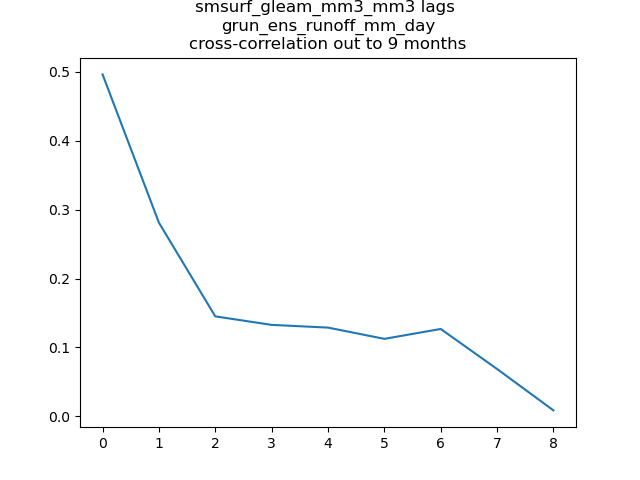 smsurf_gleam_mm3_mm3 lags
grun_ens_runoff_mm_day
cross-correlation out to 9 months
0.5
0.4
0.3
0.2
0.1
0.0
0 1 2 3 4 5 6 7 8